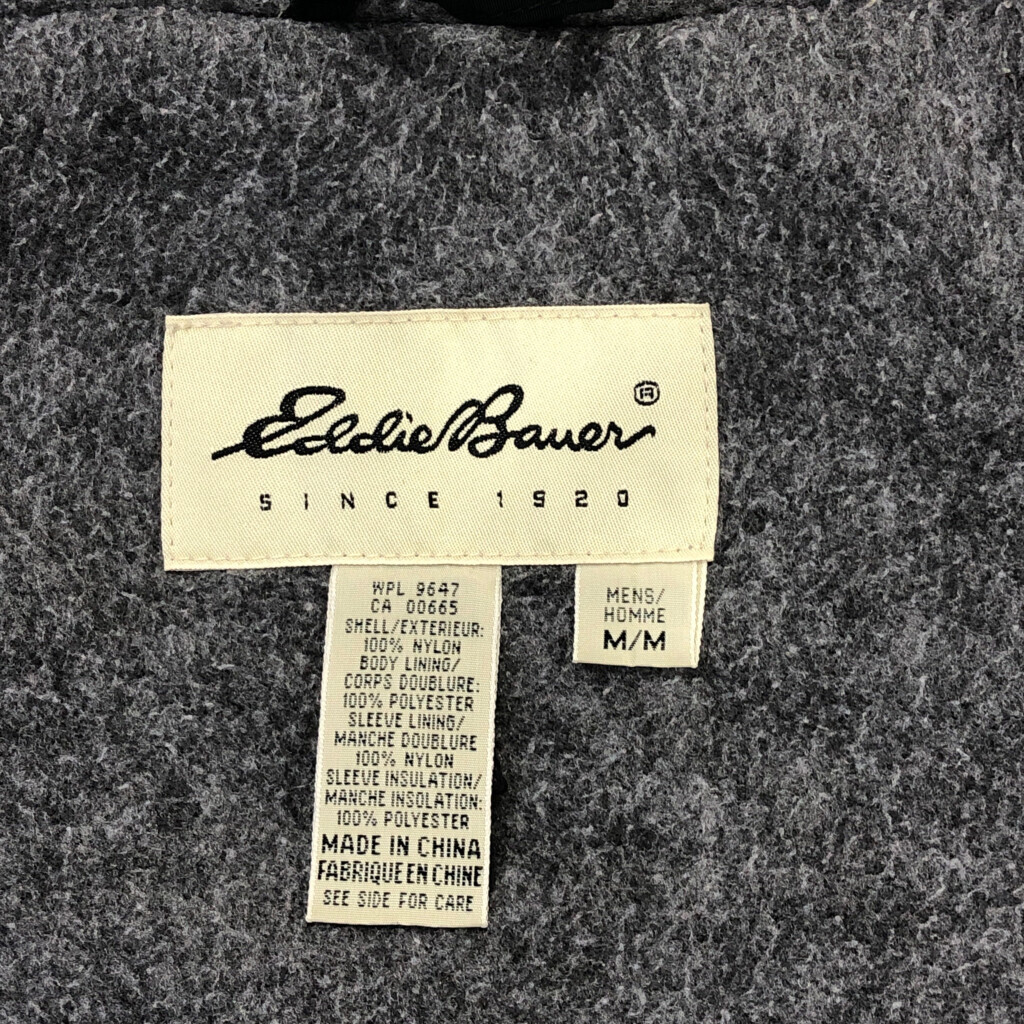 Eddie Bauer®
SINCE 1920
WPL 9647
CA 00665
SHELL/EXTERIEUR:
100% NYLON
BODY LINING/
CORPS DOUBLURE:
100% POLYESTER
SLEEVE LINING/
MANCHE DOUBLURE
100% NYLON
SLEEVE INSULATION/
MANCHE INSOLATION:
100% POLYESTER
MADE IN CHINA
FABRIQUE EN CHINE
SEE SIDE FOR CARE
MENS/
HOMME
M/M